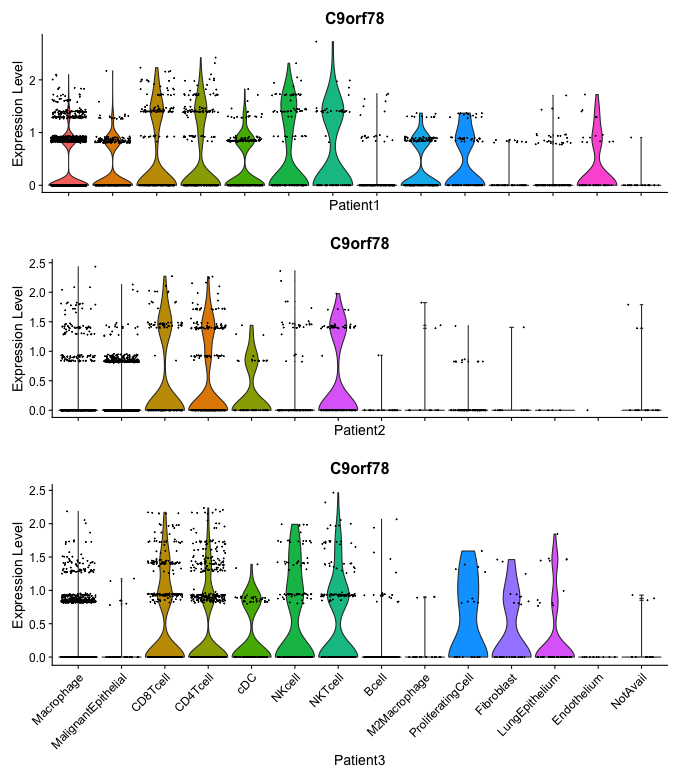 C9orf78
Expression Level
2
1
0
Patient1
C9orf78
Expression Level
2.5
2.0
1.5
1.0
0.5
0.0
Patient2
C9orf78
Expression Level
2.5
2.0
1.5
1.0
0.5
0.0
Macrophage
MalignantEpithelial
CD8Tcell
CD4Tcell
cDC
NKcell
NKTcell
Bcell
M2Macrophage
ProliferatingCell
Fibroblast
LungEpithelium
Endothelium
NotAvail
Patient3